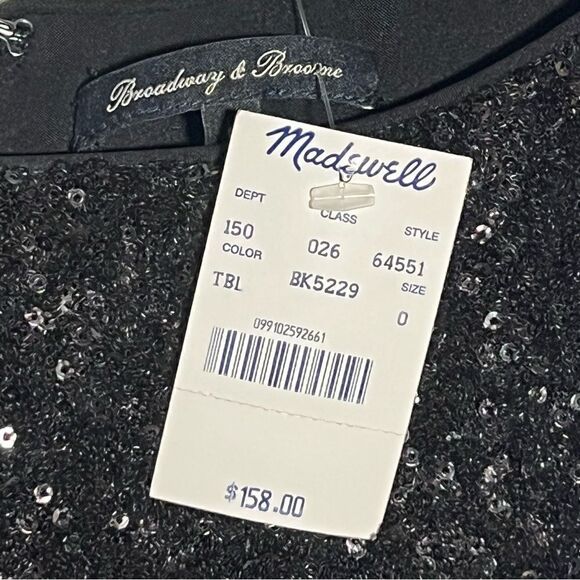 Broadway & Broome
Madewell
DEPT CLASS STYLE
150 026 64551
COLOR SIZE
TBL BK5229 0
099102592661
$158.00